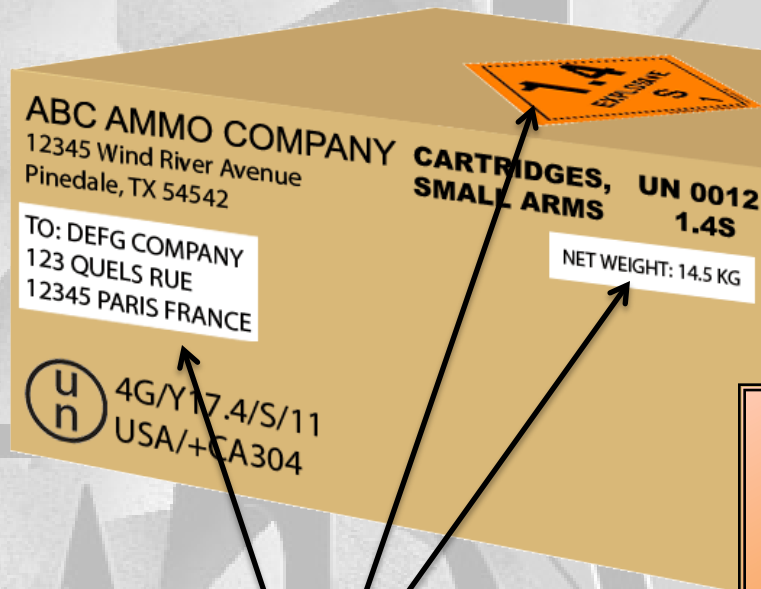 1.4
EXPLOSIVE
S
1
ABC AMMO COMPANY
12345 Wind River Avenue
Pinedale, TX 54542
CARTRIDGES,
SMALL ARMS
UN 0012
1.4S
TO: DEFG COMPANY
123 QUELS RUE
12345 PARIS FRANCE
NET WEIGHT: 14.5 KG
un
4G/Y17.4/S/11
USA/+CA304